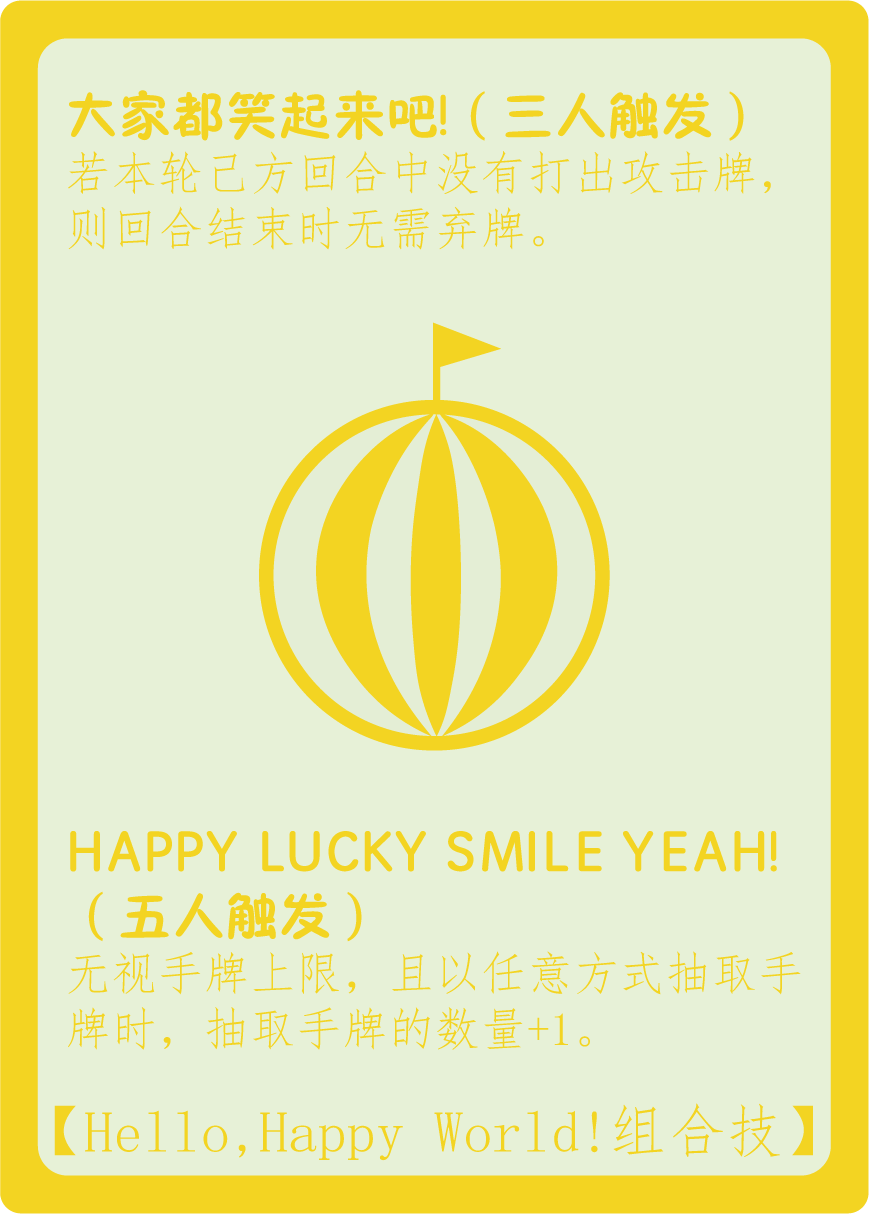 大家都笑起来吧!（三人触发）
若本轮己方回合中没有打出攻击牌，
则回合结束时无需弃牌。
HAPPY LUCKY SMILE YEAH!
（五人触发）
无视手牌上限，且以任意方式抽取手
牌时，抽取手牌的数量+1。
【Hello,Happy World!组合技】